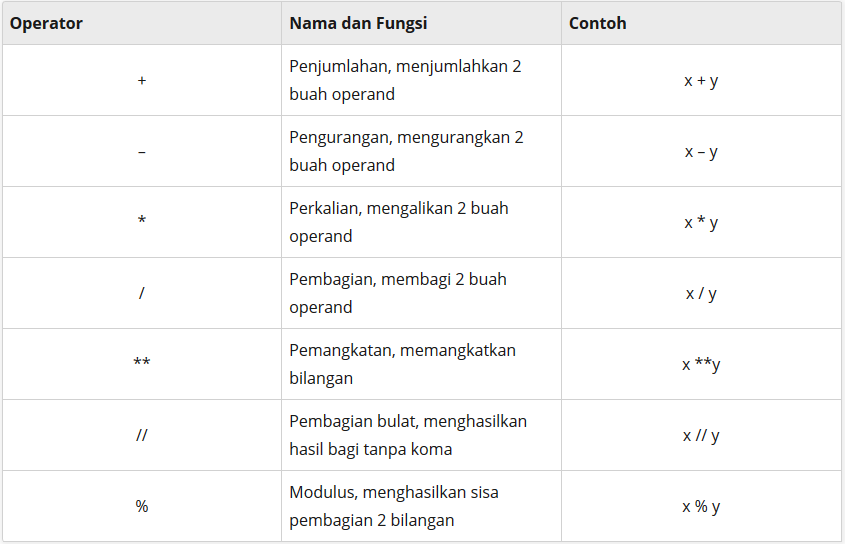 Operator Nama dan Fungsi Contoh
+ Penjumlahan, menjumlahkan 2 x + y
buah operand
– Pengurangan, mengurangkan 2 x – y
buah operand
* Perkalian, mengalikan 2 buah x * y
operand
/ Pembagian, membagi 2 buah x / y
operand
** Pemangkatan, memangkatkan x **y
bilangan
// Pembagian bulat, menghasilkan x // y
hasil bagi tanpa koma
% Modulus, menghasilkan sisa x % y
pembagian 2 bilangan